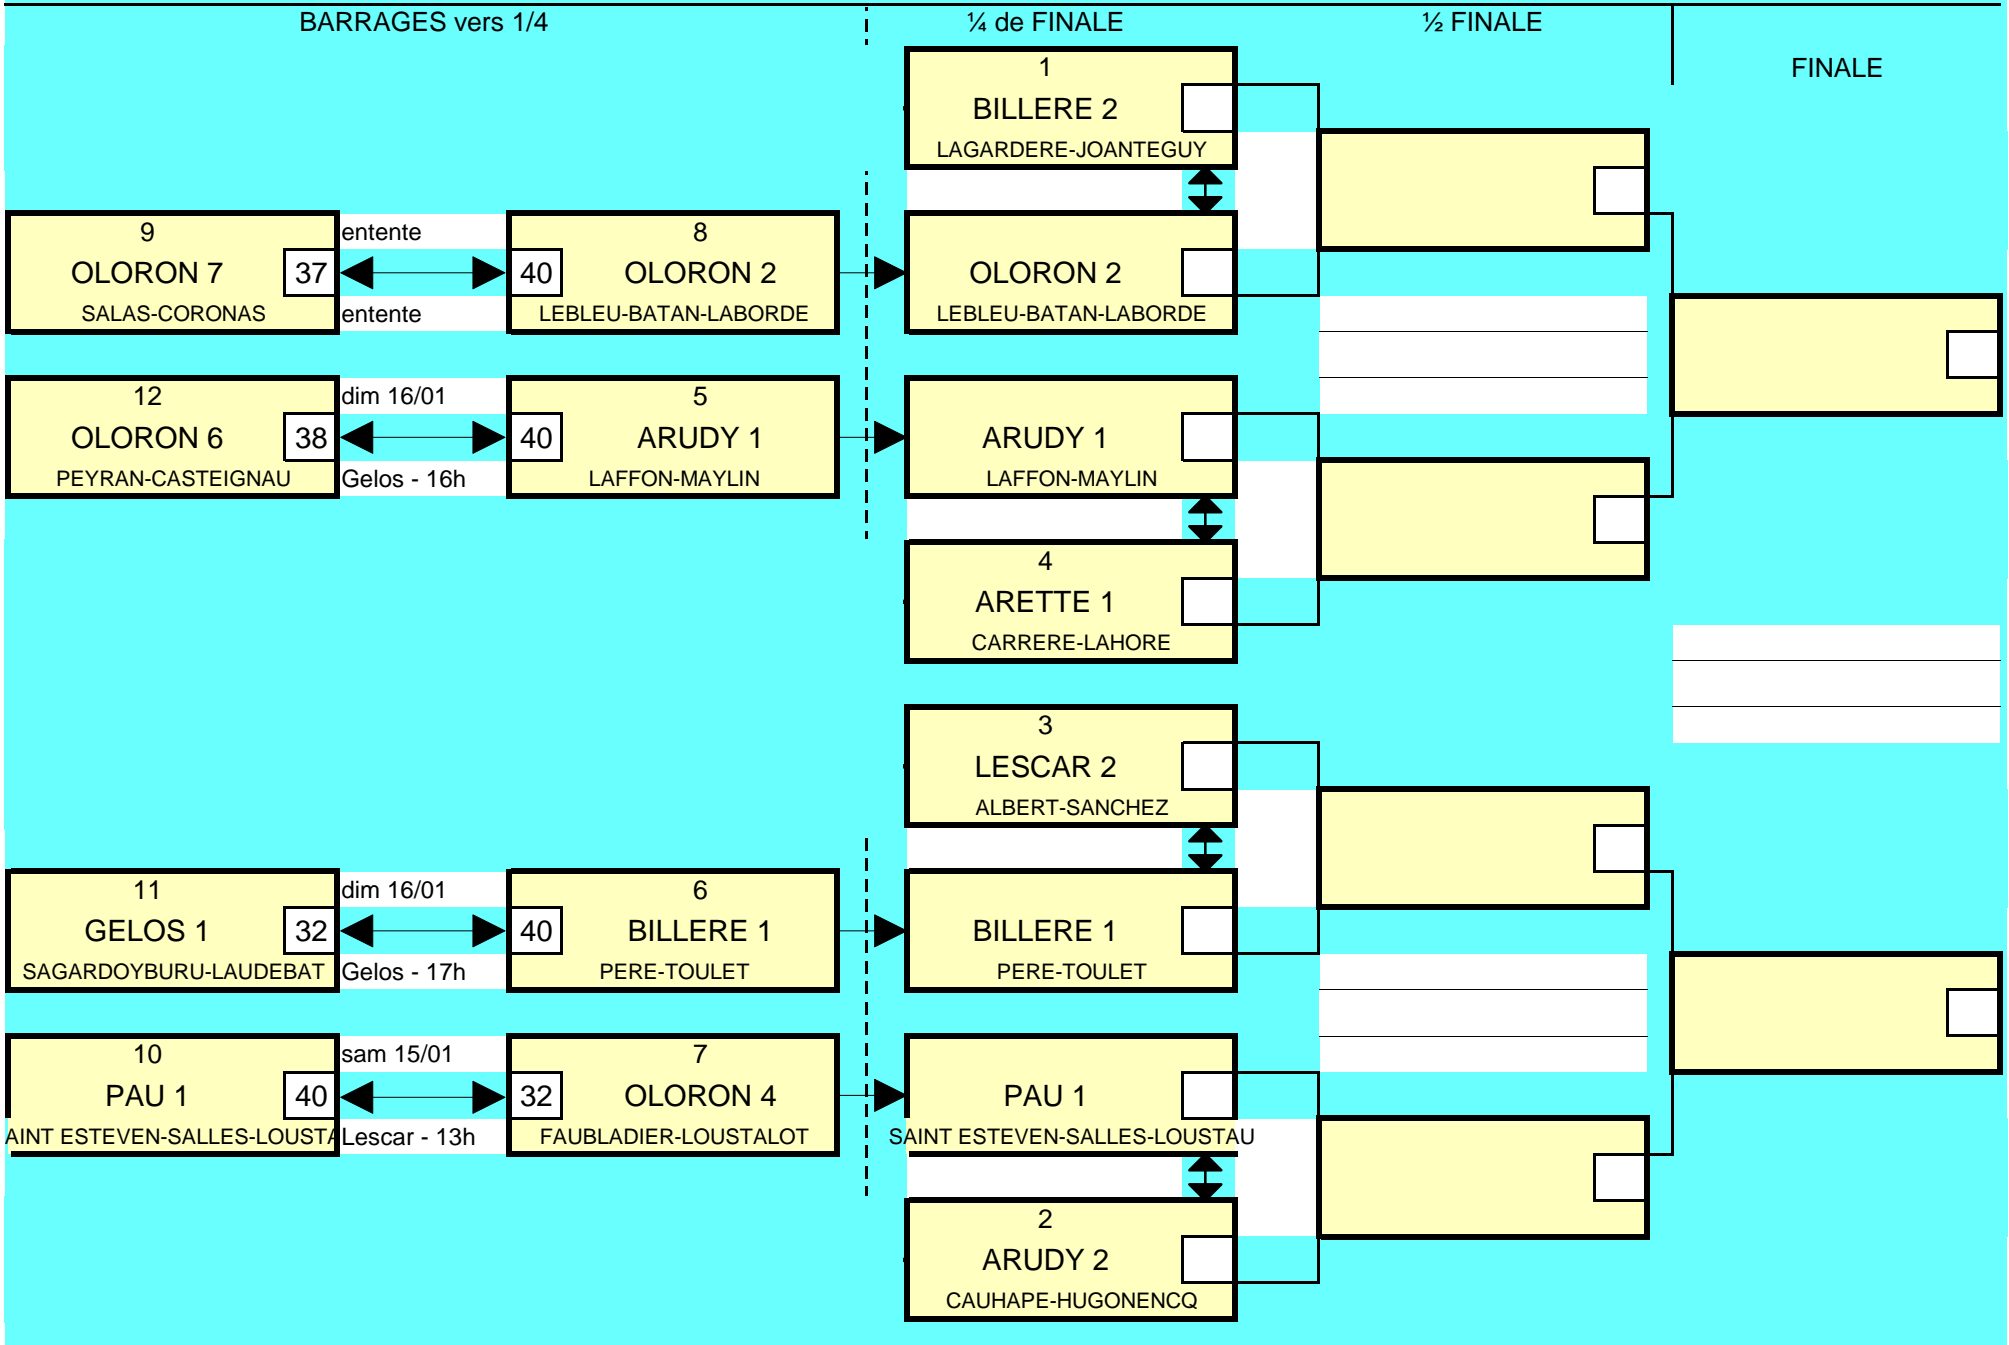 BARRAGES vers 1/4
¼ de FINALE
½ FINALE
FINALE
1
BILLERE 2
LAGARDERE-JOANTEGUY
9
OLORON 7
37
SALAS-CORONAS
entente
entente
8
40
OLORON 2
LEBLEU-BATAN-LABORDE
OLORON 2
LEBLEU-BATAN-LABORDE
12
OLORON 6
38
PEYRAN-CASTEIGNAU
dim 16/01
Gelos - 16h
5
40
ARUDY 1
LAFFON-MAYLIN
ARUDY 1
LAFFON-MAYLIN
4
ARETTE 1
CARRERE-LAHORE
3
LESCAR 2
ALBERT-SANCHEZ
11
GELOS 1
32
SAGARDOYBURU-LAUDEBAT
dim 16/01
Gelos - 17h
6
40
BILLERE 1
PERE-TOULET
BILLERE 1
PERE-TOULET
10
PAU 1
40
AINT ESTEVEN-SALLES-LOUSTA
sam 15/01
Lescar - 13h
7
32
OLORON 4
FAUBLADIER-LOUSTALOT
PAU 1
SAINT ESTEVEN-SALLES-LOUSTAU
2
ARUDY 2
CAUHAPE-HUGONENCQ